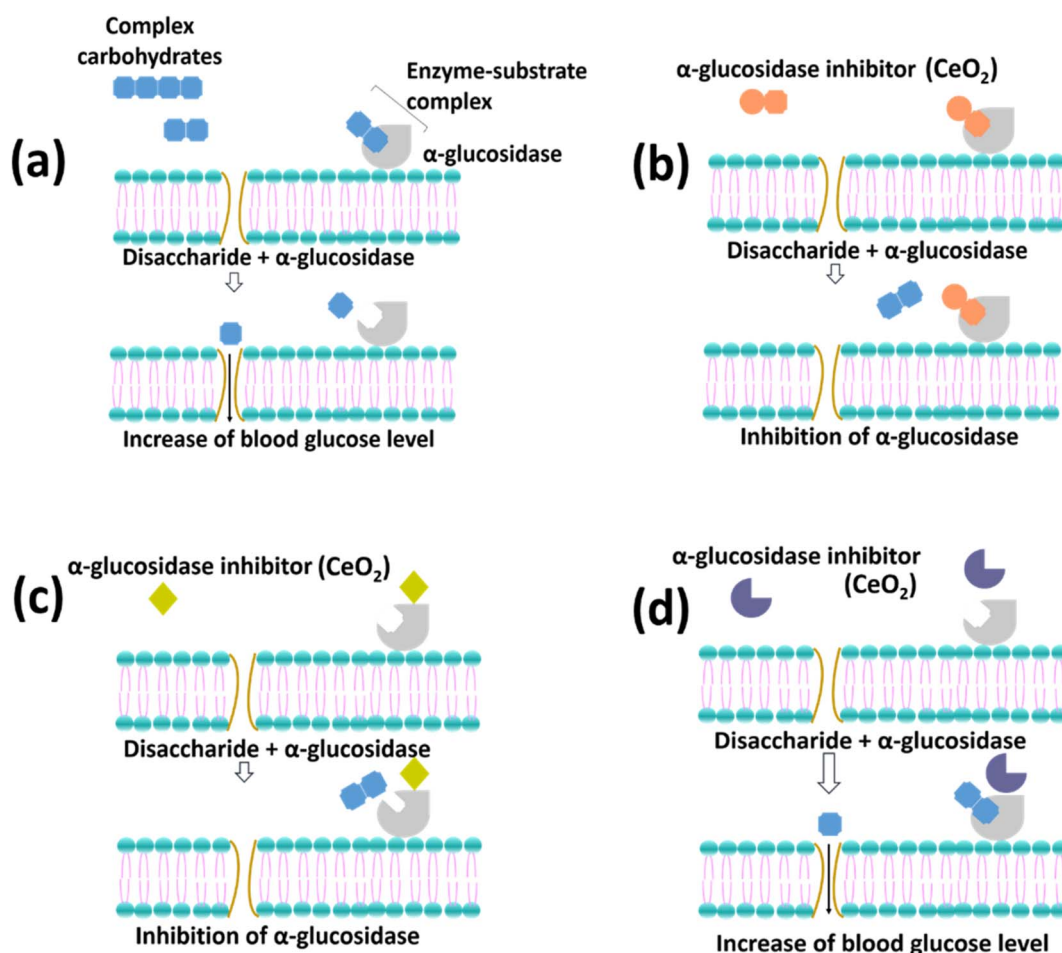 (a)
Complex
carbohydrates
Enzyme-substrate
complex
α-glucosidase
Disaccharide + α-glucosidase
Increase of blood glucose level
(b)
α-glucosidase inhibitor (CeO₂)
Disaccharide + α-glucosidase
Inhibition of α-glucosidase
(c)
α-glucosidase inhibitor (CeO₂)
Disaccharide + α-glucosidase
Inhibition of α-glucosidase
(d)
α-glucosidase inhibitor
(CeO₂)
Disaccharide + α-glucosidase
Increase of blood glucose level